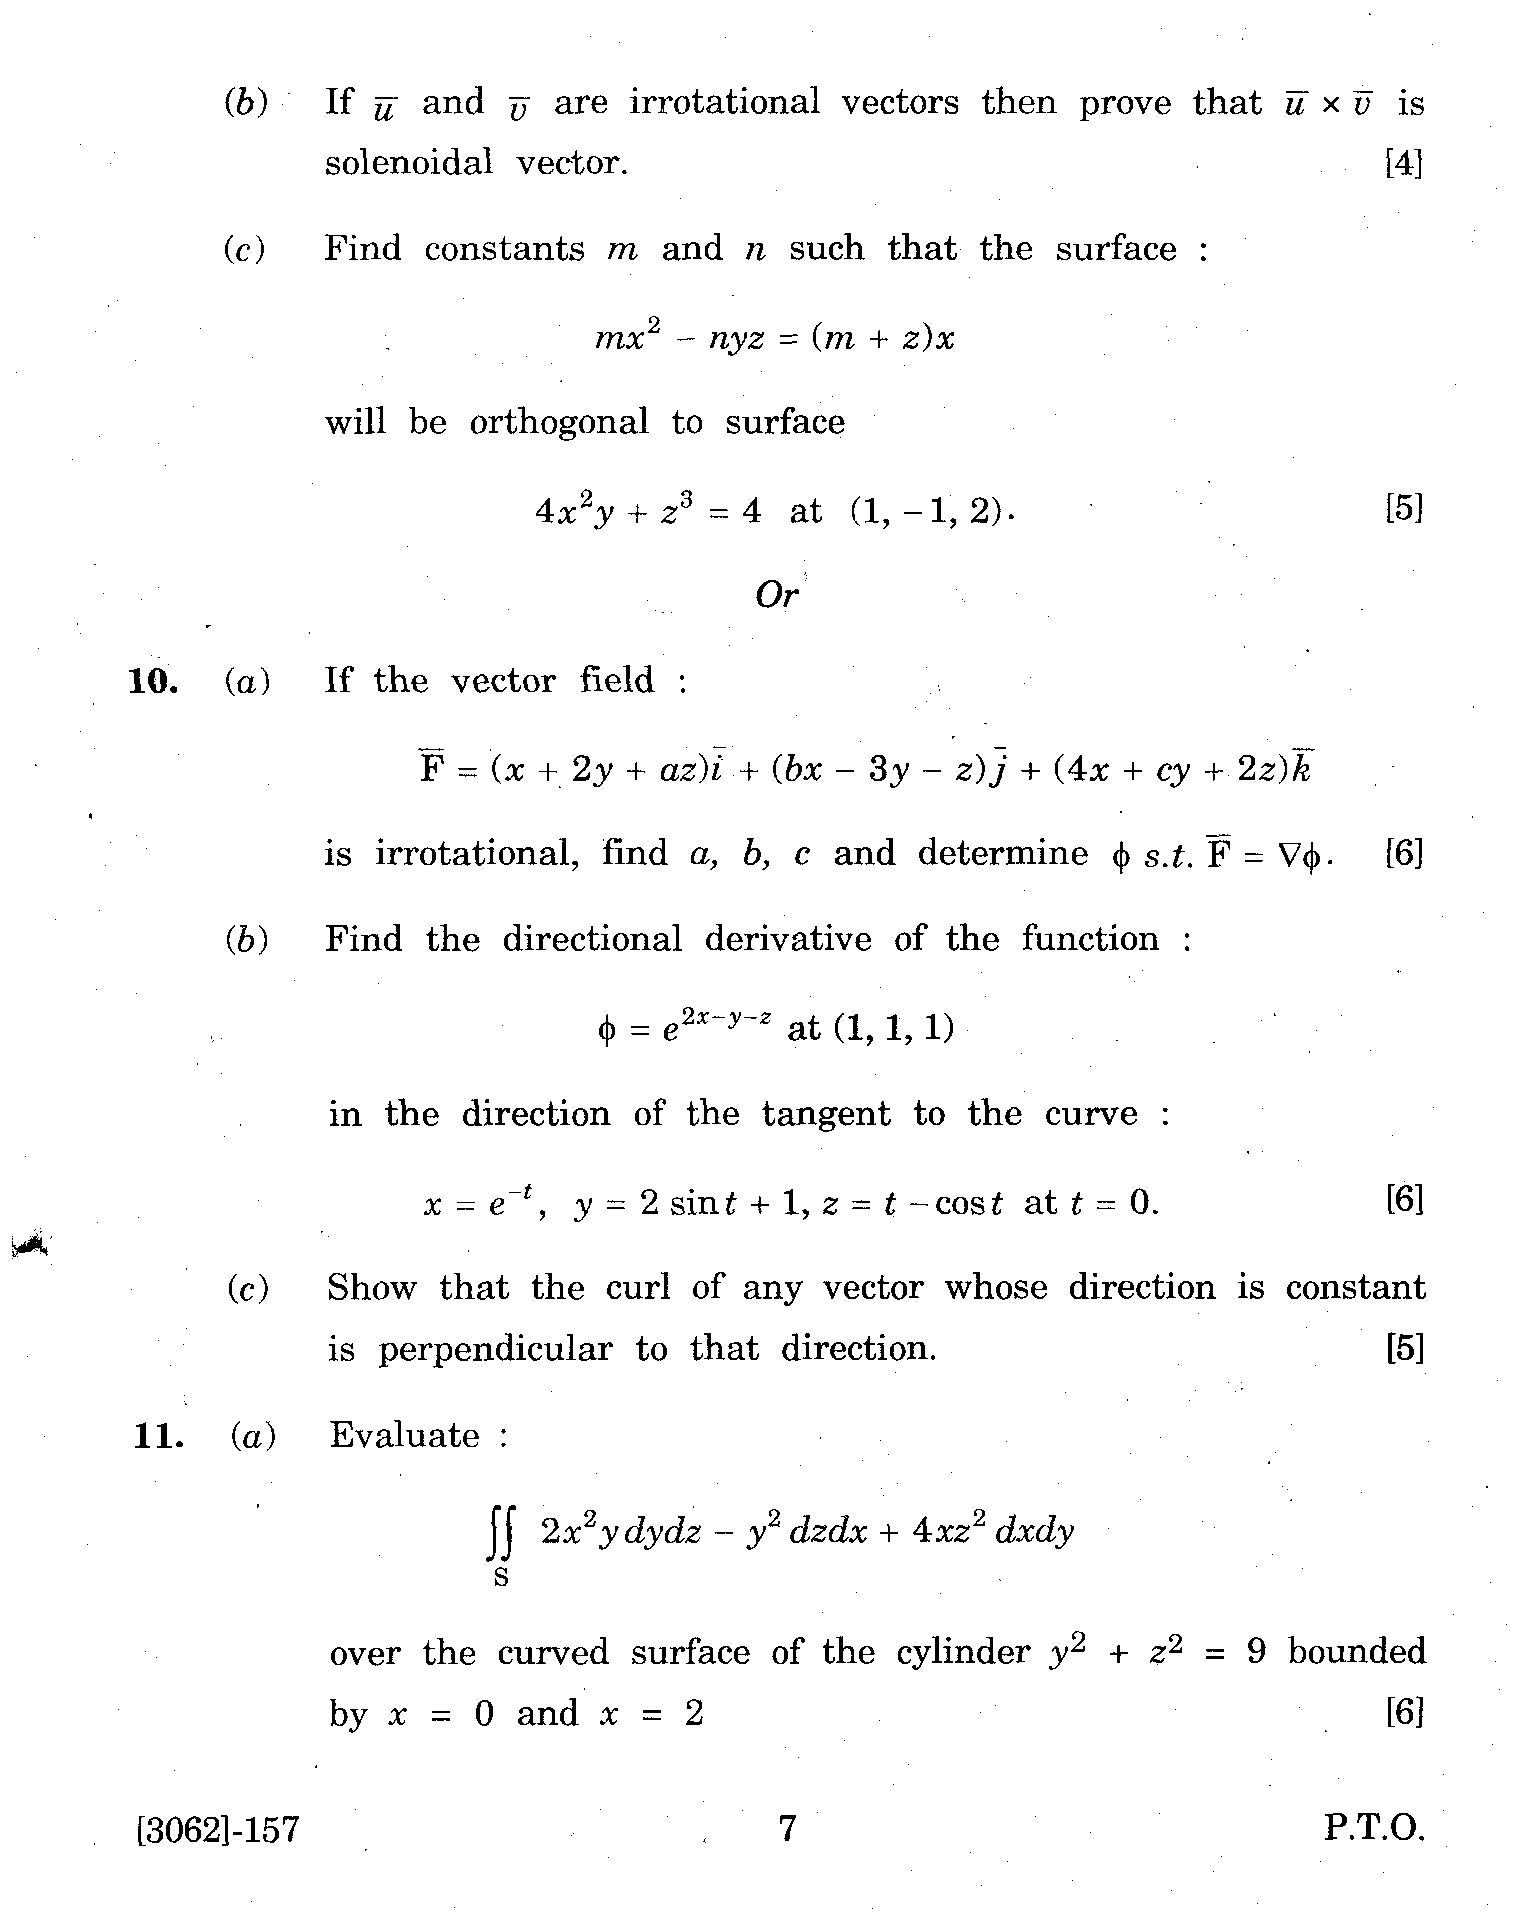 (b) If u̅ and v̅ are irrotational vectors then prove that u̅ × v̅ is
solenoidal vector. [4]
(c) Find constants m and n such that the surface :
mx² – nyz = (m + z)x
will be orthogonal to surface
4x²y + z³ = 4 at (1, –1, 2). [5]
Or
10. (a) If the vector field :
F̅ = (x + 2y + az)i̅ + (bx – 3y – z)j̅ + (4x + cy + 2z)k̅
is irrotational, find a, b, c and determine ϕ s.t. F̅ = ∇ϕ. [6]
(b) Find the directional derivative of the function :
ϕ = e^{2x–y–z} at (1, 1, 1)
in the direction of the tangent to the curve :
x = e^{–t}, y = 2 sin t + 1, z = t – cos t at t = 0. [6]
(c) Show that the curl of any vector whose direction is constant
is perpendicular to that direction. [5]
11. (a) Evaluate :
∬ 2x²y dydz – y² dzdx + 4xz² dxdy
S
over the curved surface of the cylinder y² + z² = 9 bounded
by x = 0 and x = 2 [6]
[3062]-157 7 P.T.O.